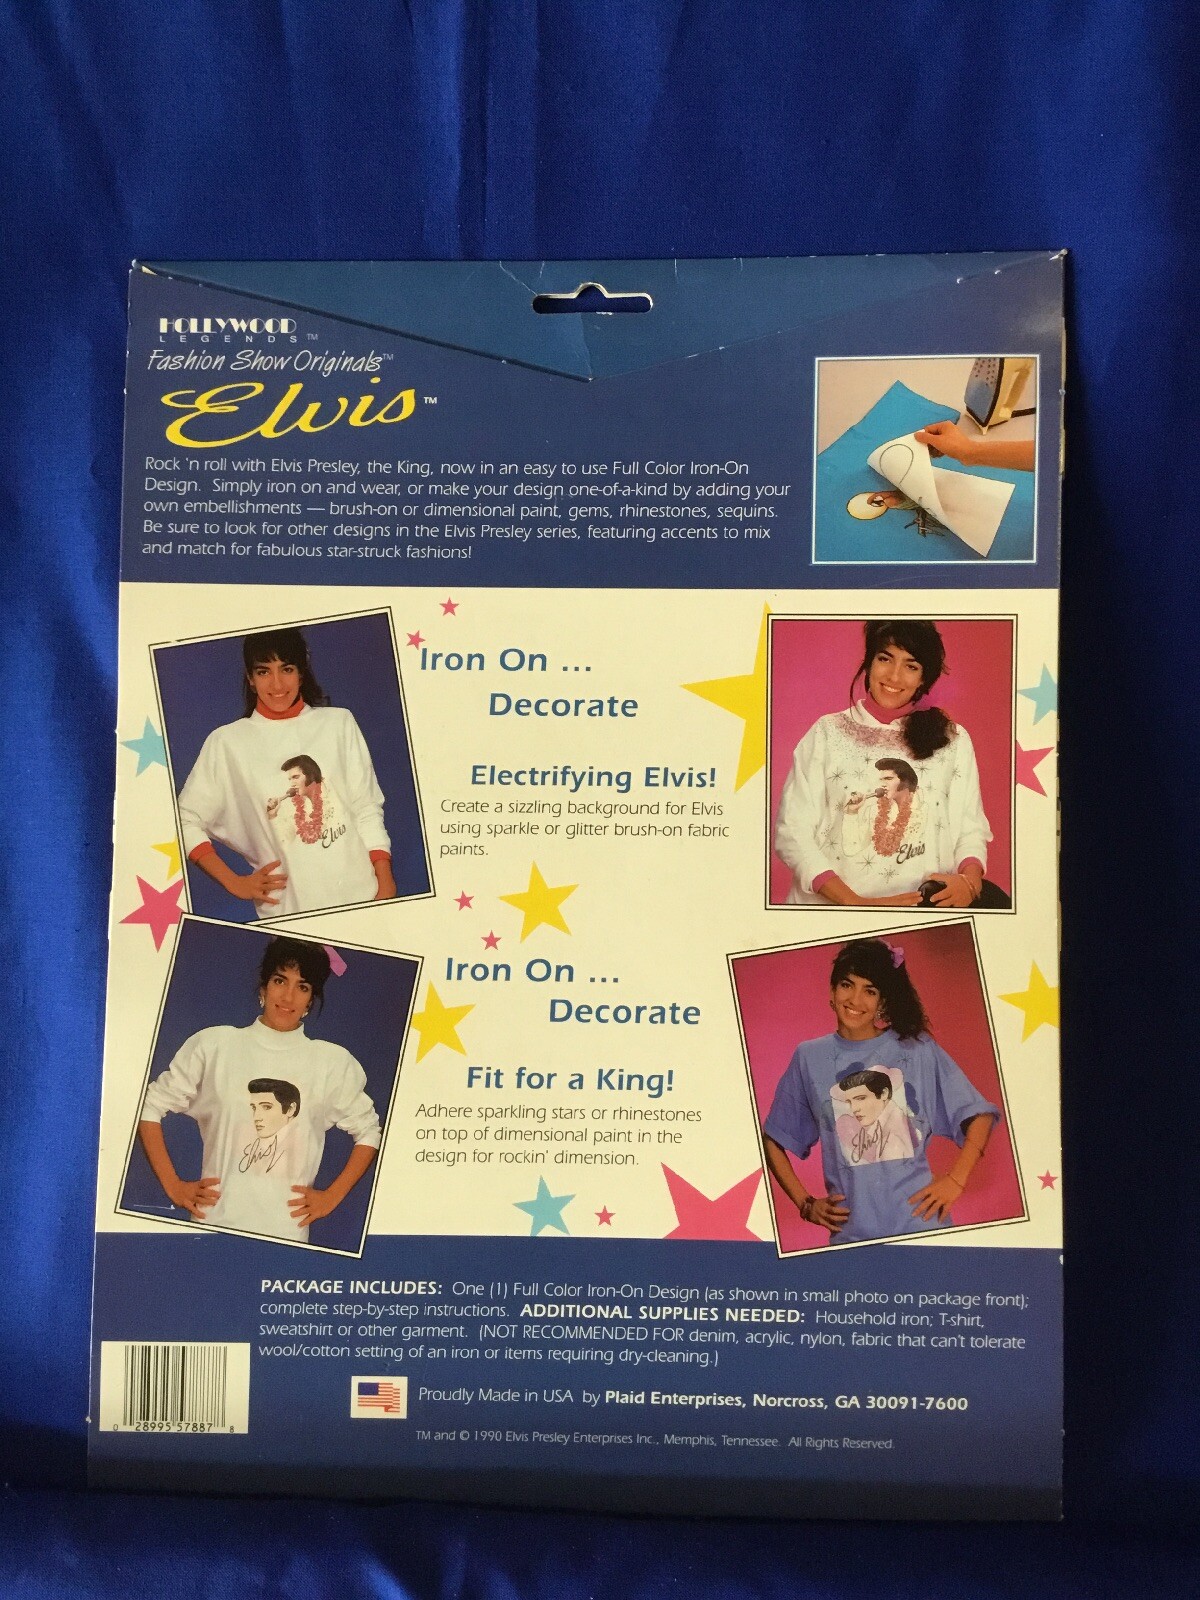 HOLLYWOOD
LEGENDS™
Fashion Show Originals™
Elvis™
Rock 'n roll with Elvis Presley, the King, now in an easy to use Full Color Iron-On
Design. Simply iron on and wear, or make your design one-of-a-kind by adding your
own embellishments — brush-on or dimensional paint, gems, rhinestones, sequins.
Be sure to look for other designs in the Elvis Presley series, featuring accents to mix
and match for fabulous star-struck fashions!
Iron On ...
Decorate
Electrifying Elvis!
Create a sizzling background for Elvis
using sparkle or glitter brush-on fabric
paints.
Elvis
Elvis
Iron On ...
Decorate
Fit for a King!
Adhere sparkling stars or rhinestones
on top of dimensional paint in the
design for rockin' dimension.
Elvis
Elvis
PACKAGE INCLUDES: One (1) Full Color Iron-On Design (as shown in small photo on package front);
complete step-by-step instructions. ADDITIONAL SUPPLIES NEEDED: Household iron; T-shirt,
sweatshirt or other garment. (NOT RECOMMENDED FOR denim, acrylic, nylon, fabric that can't tolerate
wool/cotton setting of an iron or items requiring dry-cleaning.)
Proudly Made in USA by Plaid Enterprises, Norcross, GA 30091-7600
0 28995 57887 8
TM and © 1990 Elvis Presley Enterprises Inc., Memphis, Tennessee. All Rights Reserved.